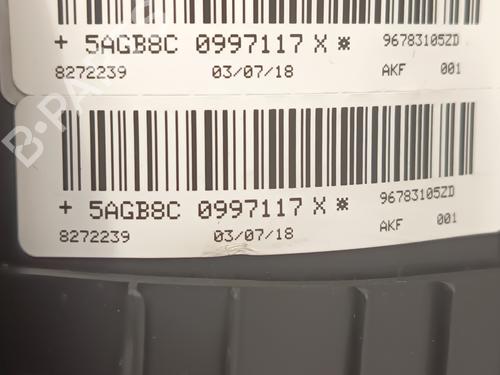 + 5AGB8C 0997117 X ⁕ 96783105ZD
8272239 03/07/18 AKF 001
+ 5AGB8C 0997117 X ⁕ 96783105ZD
8272239 03/07/18 AKF 001